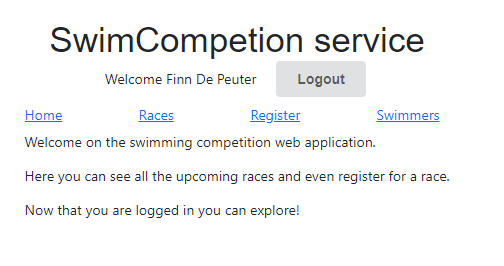 SwimCompetion service
Welcome Finn De Peuter Logout
Home Races Register Swimmers
Welcome on the swimming competition web application.
Here you can see all the upcoming races and even register for a race.
Now that you are logged in you can explore!